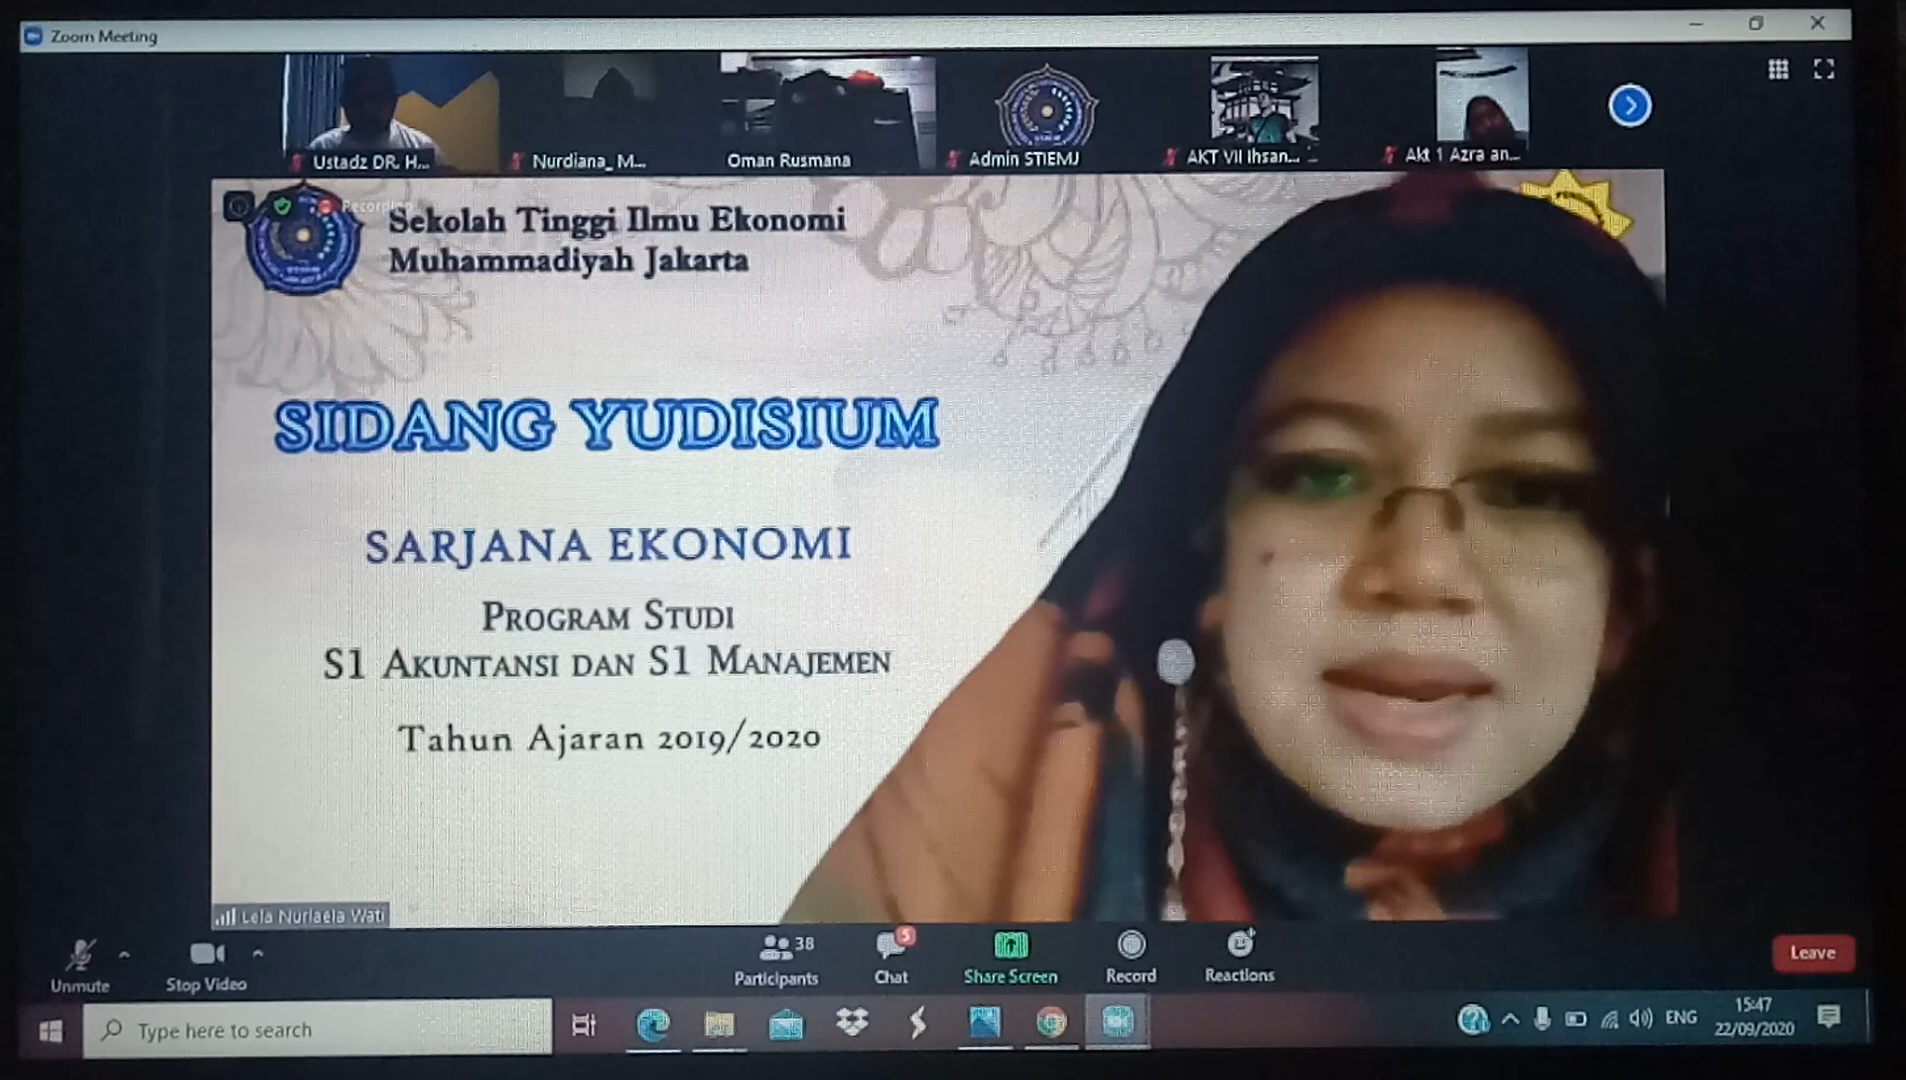 Zoom Meeting
Ustadz DR. H...
Nurdiana_ M...
Oman Rusmana
Admin STIEMJ
AKT VII Ihsan...
Akt 1 Azra an...
Recording
Sekolah Tinggi Ilmu Ekonomi
Muhammadiyah Jakarta
SIDANG YUDISIUM
SARJANA EKONOMI
PROGRAM STUDI
S1 AKUNTANSI DAN S1 MANAJEMEN
Tahun Ajaran 2019/2020
Lela Nurlaela Wati
Unmute
Stop Video
38
Participants
5
Chat
Share Screen
Record
Reactions
Leave
Type here to search
ENG
15:47
22/09/2020